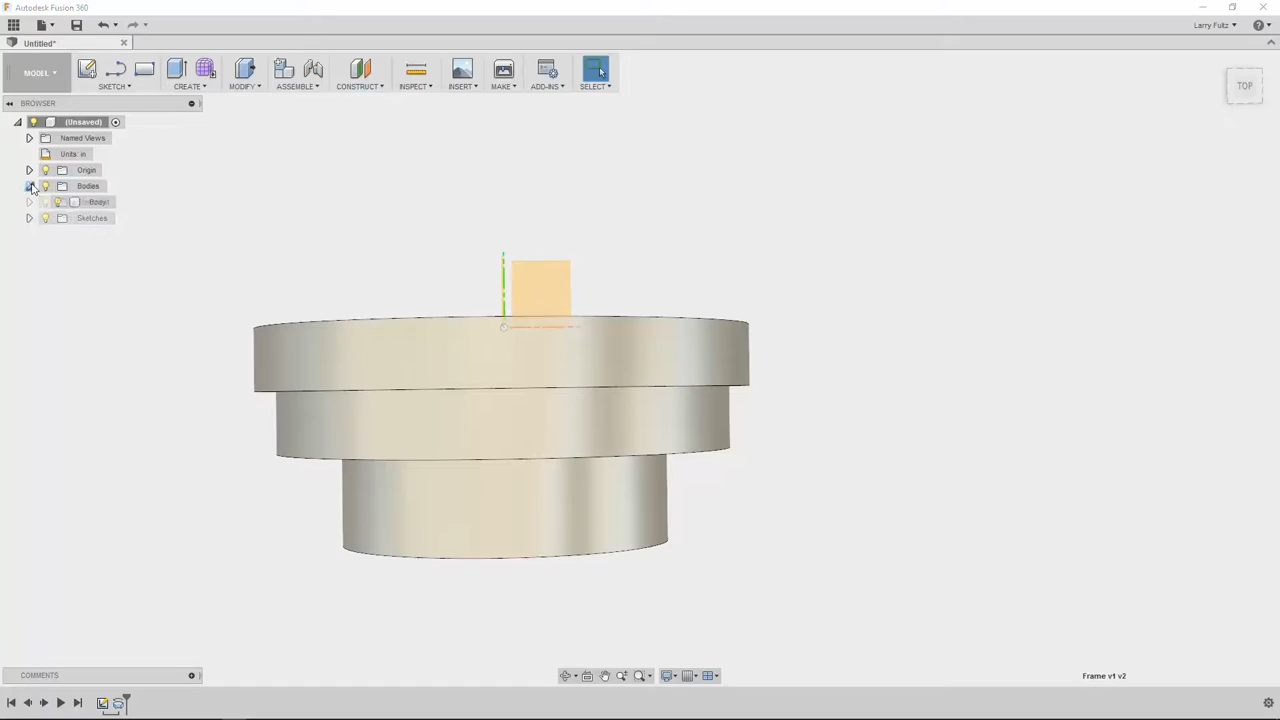 Autodesk Fusion 360
Larry Fultz
Untitled*
MODEL
SKETCH
CREATE
MODIFY
ASSEMBLE
CONSTRUCT
INSPECT
INSERT
MAKE
ADD-INS
SELECT
TOP
BROWSER
(Unsaved)
Named Views
Units: in
Origin
Bodies
Sketches
COMMENTS
Frame v1 v2